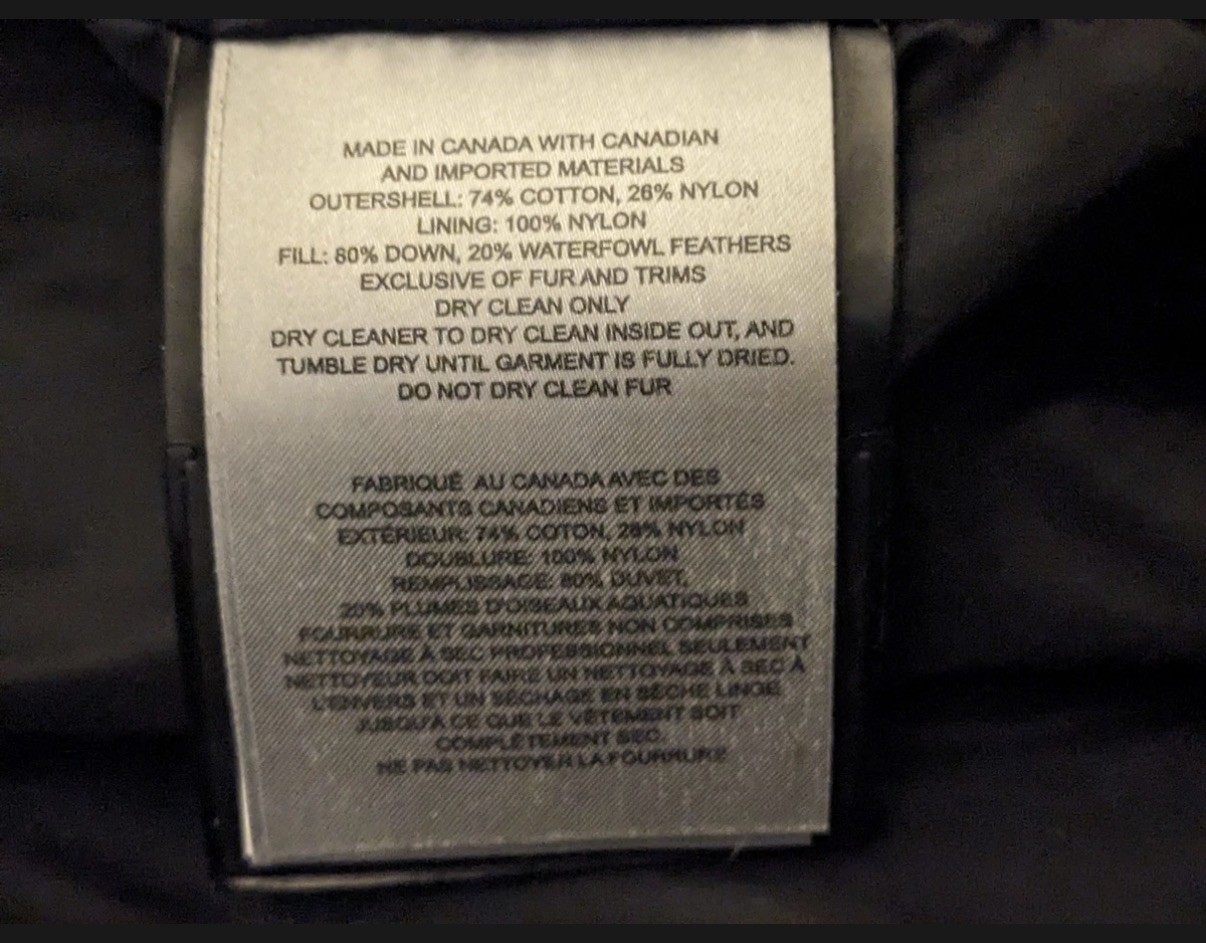 MADE IN CANADA WITH CANADIAN
AND IMPORTED MATERIALS
OUTERSHELL: 74% COTTON, 26% NYLON
LINING: 100% NYLON
FILL: 80% DOWN, 20% WATERFOWL FEATHERS
EXCLUSIVE OF FUR AND TRIMS
DRY CLEAN ONLY
DRY CLEANER TO DRY CLEAN INSIDE OUT, AND
TUMBLE DRY UNTIL GARMENT IS FULLY DRIED.
DO NOT DRY CLEAN FUR
FABRIQUÉ AU CANADA AVEC DES
COMPOSANTS CANADIENS ET IMPORTÉS
EXTÉRIEUR: 74% COTON, 26% NYLON
DOUBLURE: 100% NYLON
REMPLISSAGE: 80% DUVET,
20% PLUMES D'OISEAUX AQUATIQUES
FOURRURE ET GARNITURES NON COMPRISES
NETTOYAGE À SEC PROFESSIONNEL SEULEMENT
NETTOYEUR DOIT FAIRE UN NETTOYAGE À SEC À
L'ENVERS ET UN SÉCHAGE EN SÈCHE LINGE
JUSQU'A CE QUE LE VÊTEMENT SOIT
COMPLÈTEMENT SEC.
NE PAS NETTOYER LA FOURRURE